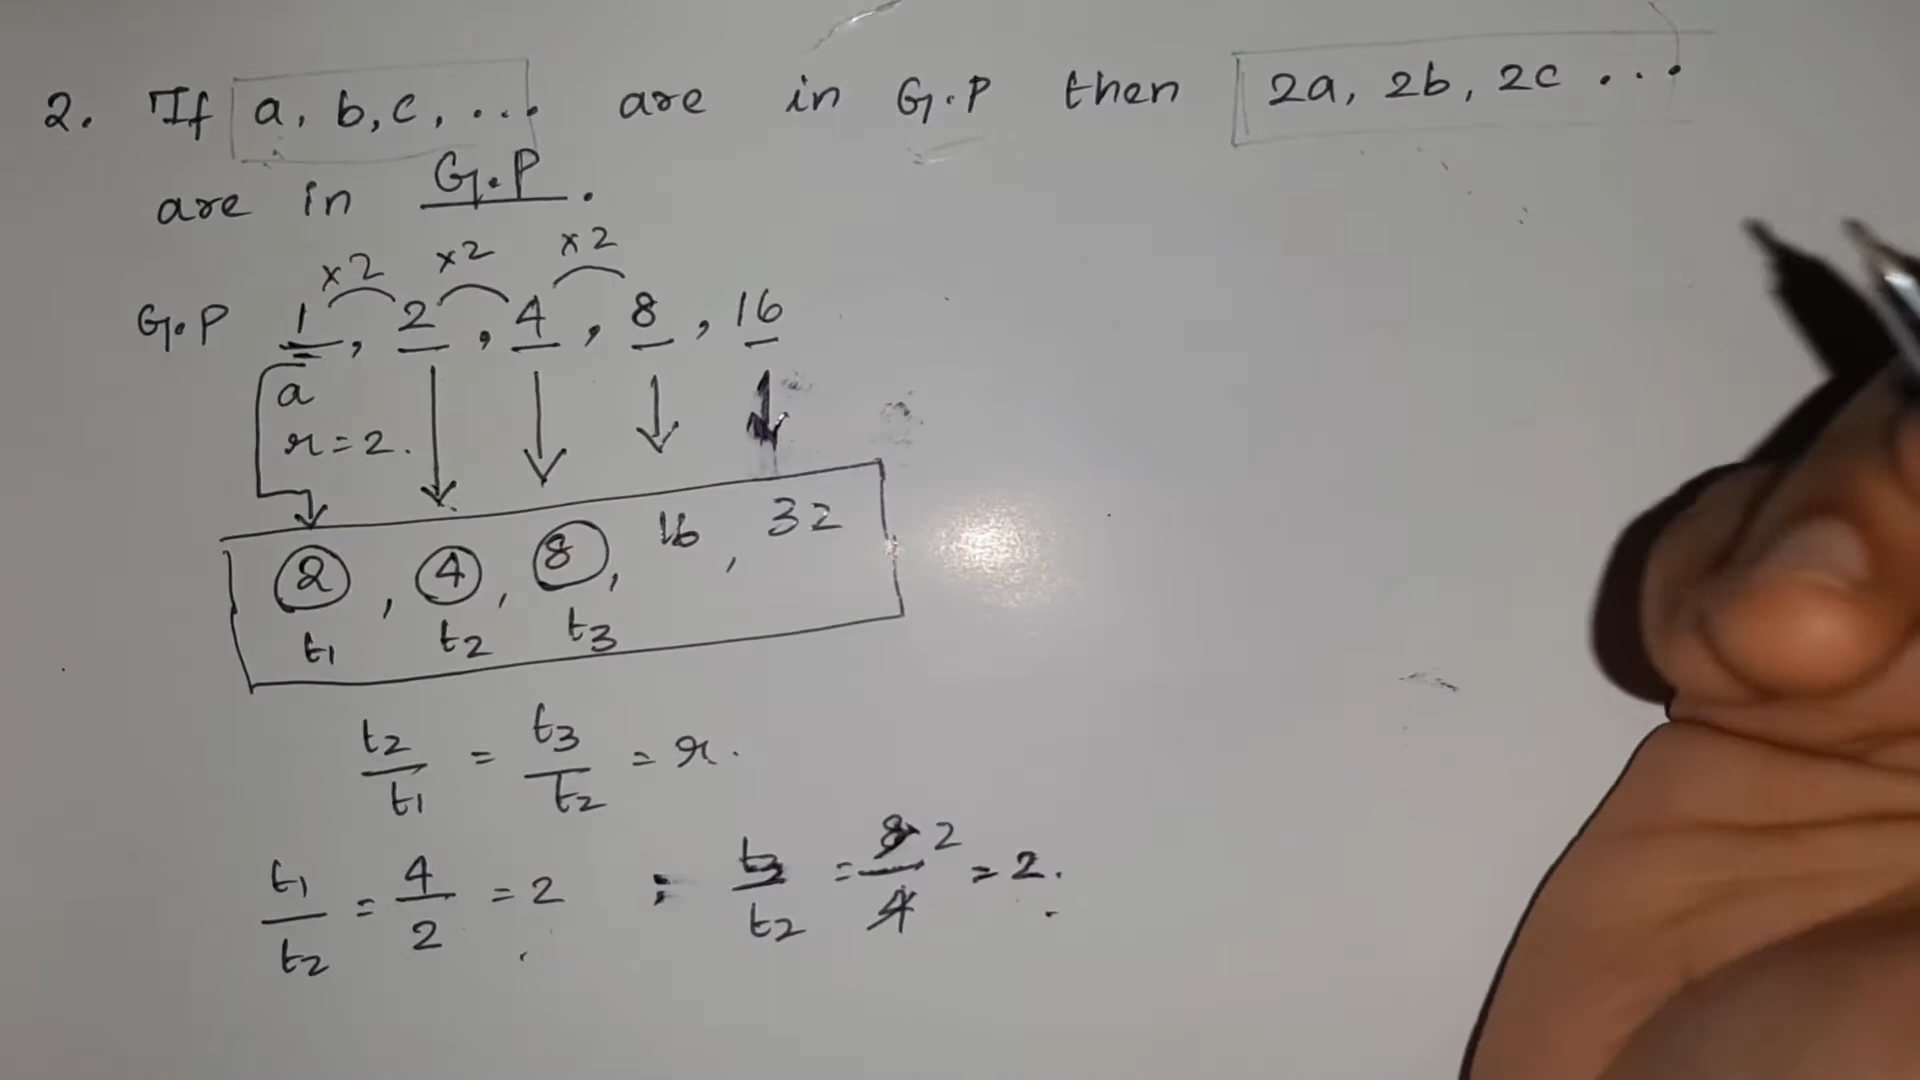 2. If a, b, c, ... are in G.P then 2a, 2b, 2c ...
are in G.P.
×2 ×2 ×2
G.P 1, 2, 4, 8, 16
a
r=2.
2, 4, 8, 16, 32
t1 t2 t3
t2/t1 = t3/t2 = r.
t1/t2 = 4/2 = 2 ; t3/t2 = 8/4 2 = 2.